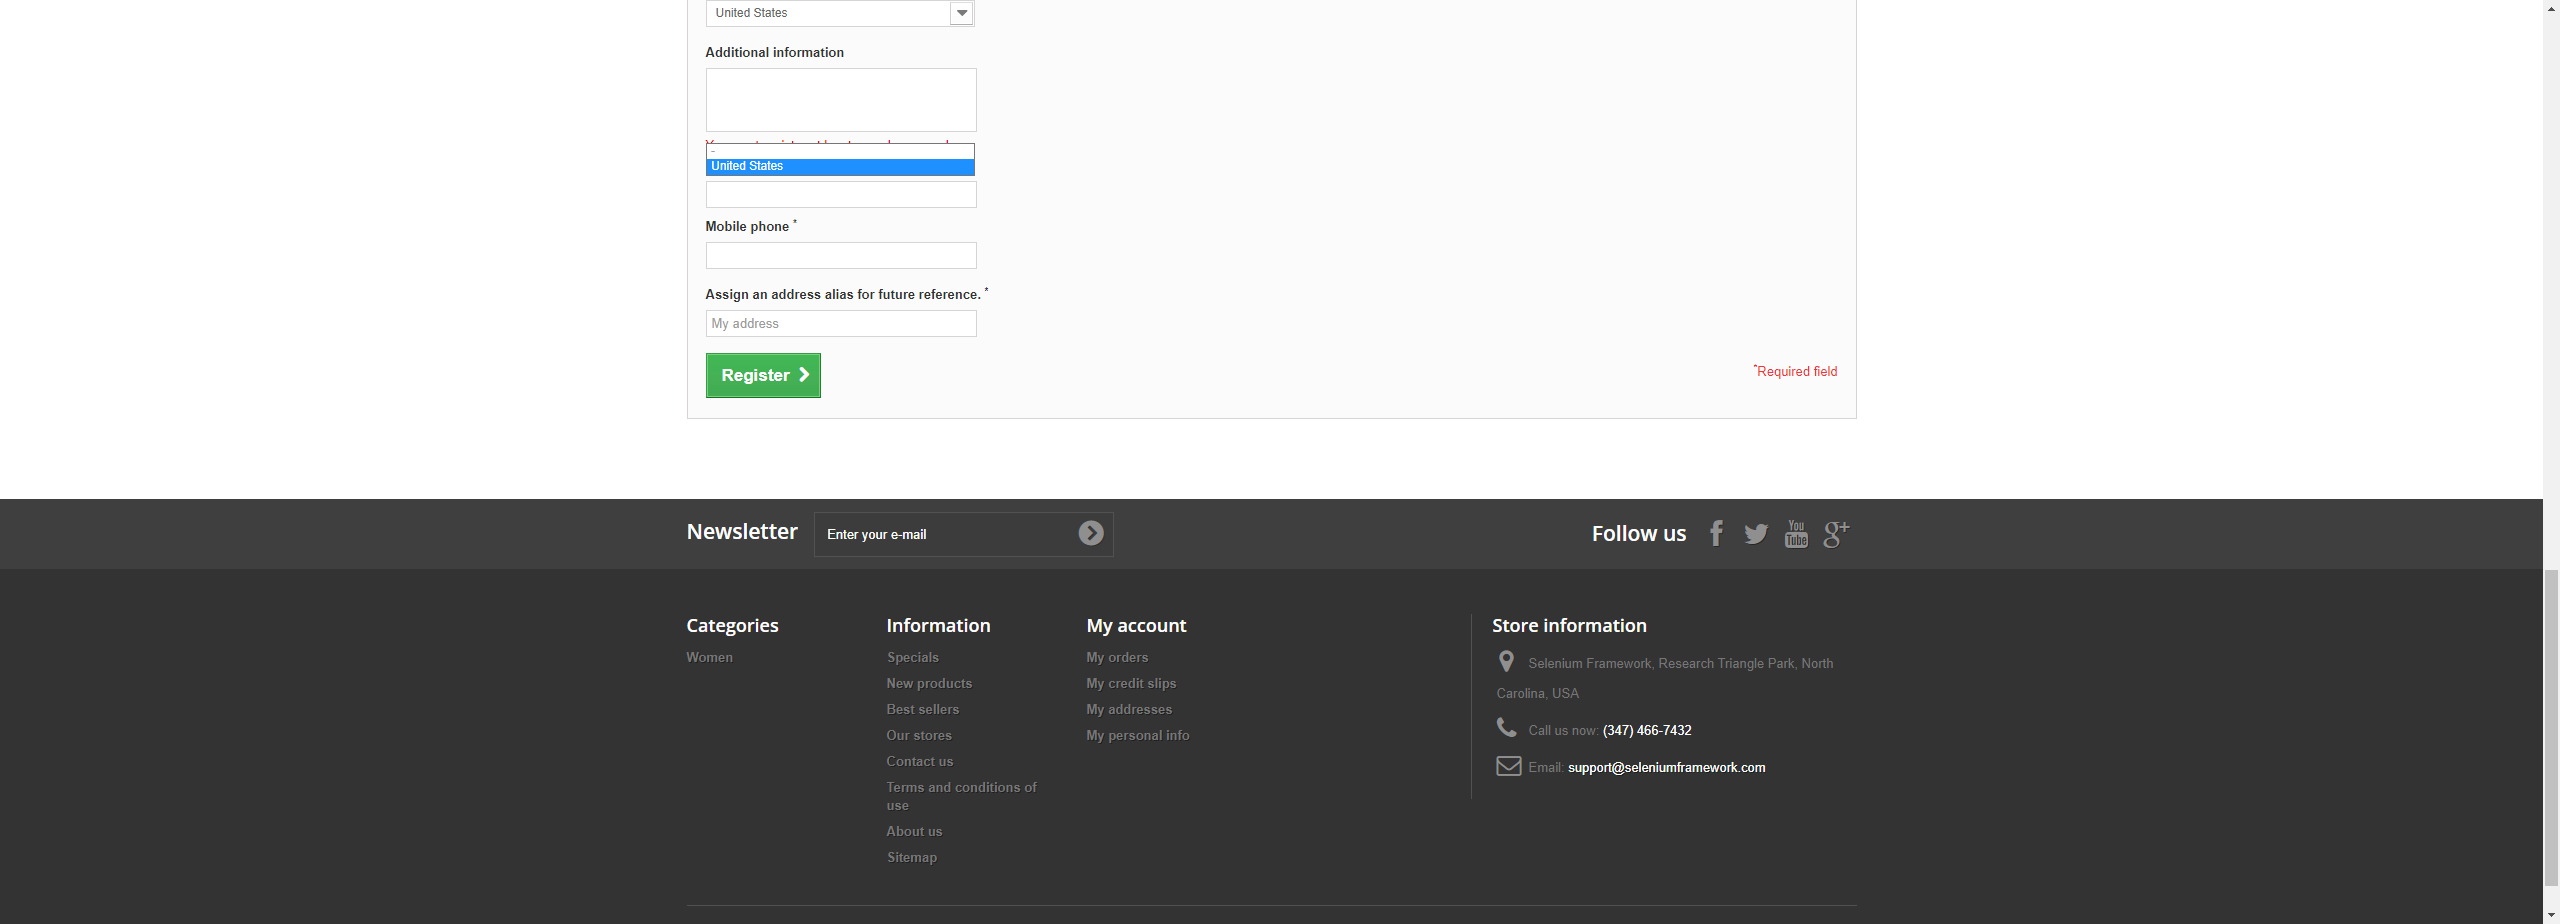 United States
Additional information
-
United States
Mobile phone *
Assign an address alias for future reference. *
My address
Register
*Required field
Newsletter
Enter your e-mail
Follow us
You
Tube
g+
Categories
Women
Information
Specials
New products
Best sellers
Our stores
Contact us
Terms and conditions of
use
About us
Sitemap
My account
My orders
My credit slips
My addresses
My personal info
Store information
Selenium Framework, Research Triangle Park, North
Carolina, USA
Call us now: (347) 466-7432
Email: support@seleniumframework.com